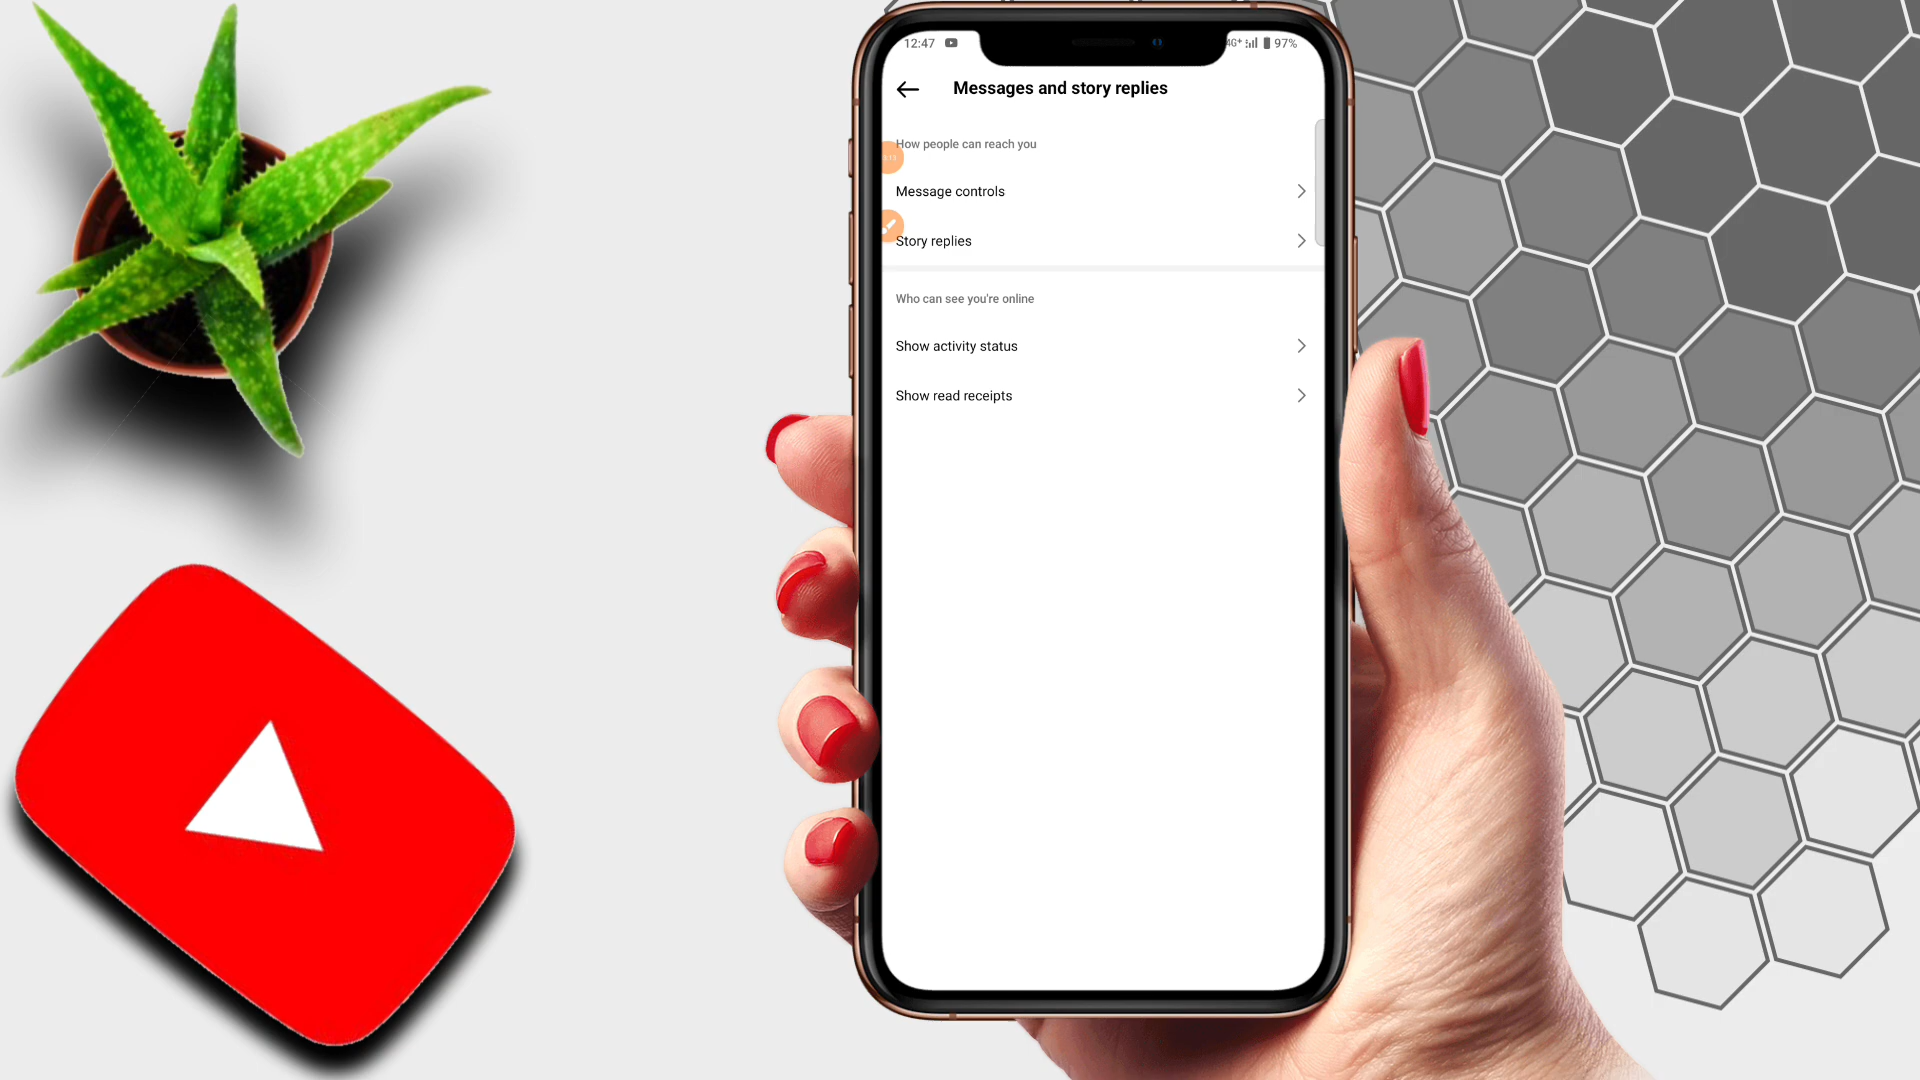 12:47
4G+ 97%
Messages and story replies
How people can reach you
Message controls
Story replies
Who can see you're online
Show activity status
Show read receipts